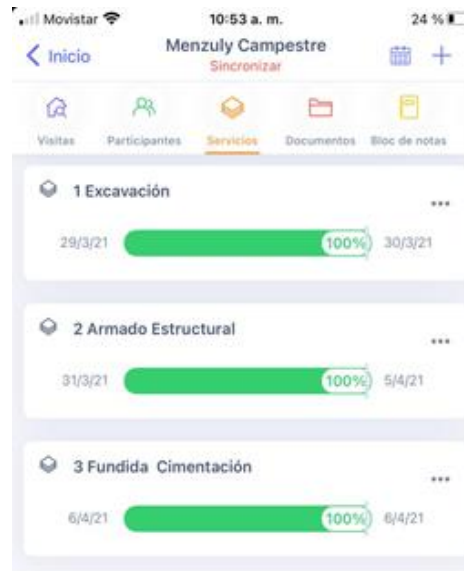 Movistar 10:53 a. m. 24 %
Inicio Menzuly Campestre
Sincronizar
Visitas Participantes Servicios Documentos Bloc de notas
1 Excavación
29/3/21 100% 30/3/21
2 Armado Estructural
31/3/21 100% 5/4/21
3 Fundida Cimentación
6/4/21 100% 6/4/21